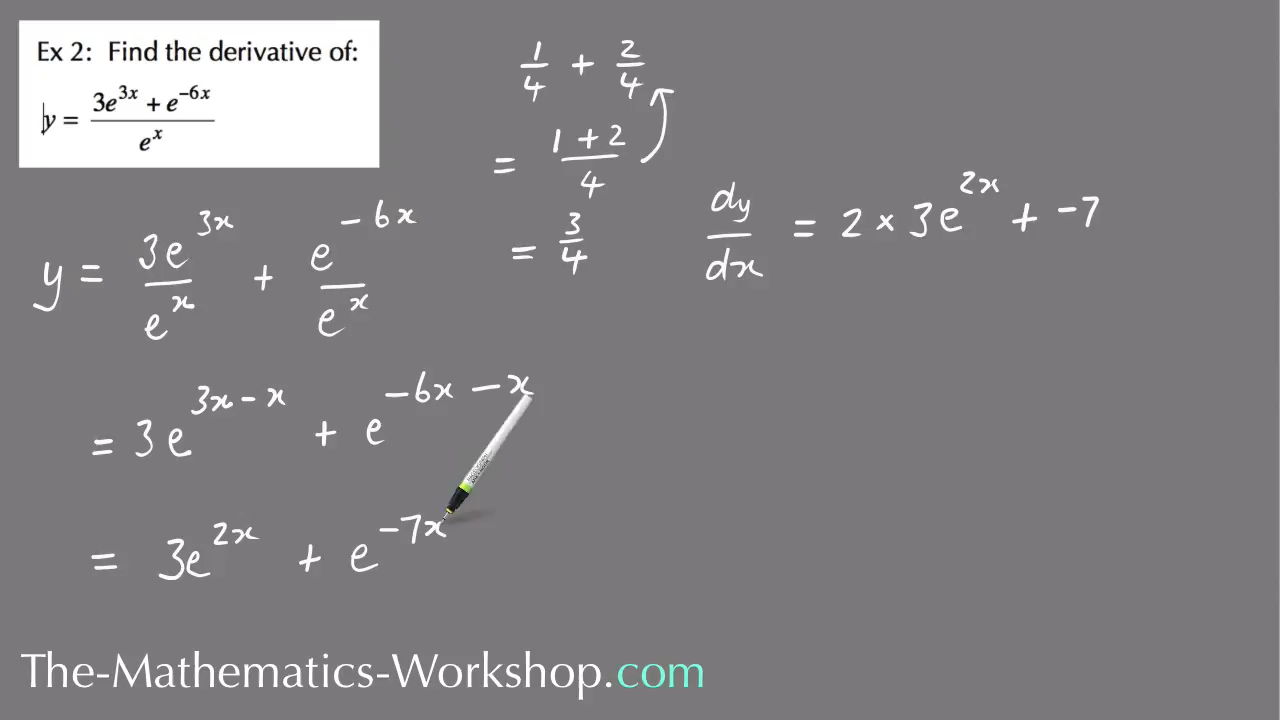 Ex 2: Find the derivative of:
y = (3e^{3x} + e^{-6x}) / e^{x}
1/4 + 2/4
= (1 + 2)/4
= 3/4
y = 3e^{3x}/e^{x} + e^{-6x}/e^{x}
= 3e^{3x - x} + e^{-6x - x}
= 3e^{2x} + e^{-7x}
dy/dx = 2 × 3e^{2x} + -7
The-Mathematics-Workshop.com